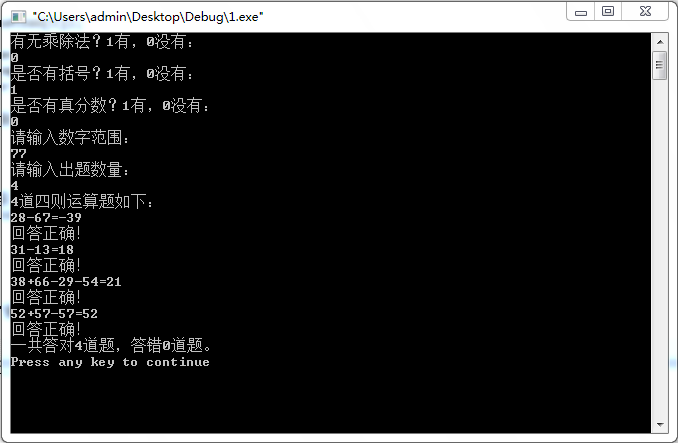 "C:\Users\admin\Desktop\Debug\1.exe"
有无乘除法？1有，0没有：
0
是否有括号？1有，0没有：
1
是否有真分数？1有，0没有：
0
请输入数字范围：
77
请输入出题数量：
4
4道四则运算题如下：
28-67=-39
回答正确！
31-13=18
回答正确！
38+66-29-54=21
回答正确！
52+57-57=52
回答正确！
一共答对4道题，答错0道题。
Press any key to continue